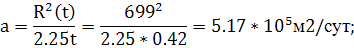 a = R²(t) / 2.25t = 699² / 2.25 * 0.42 = 5.17 * 10⁵м2/сут;